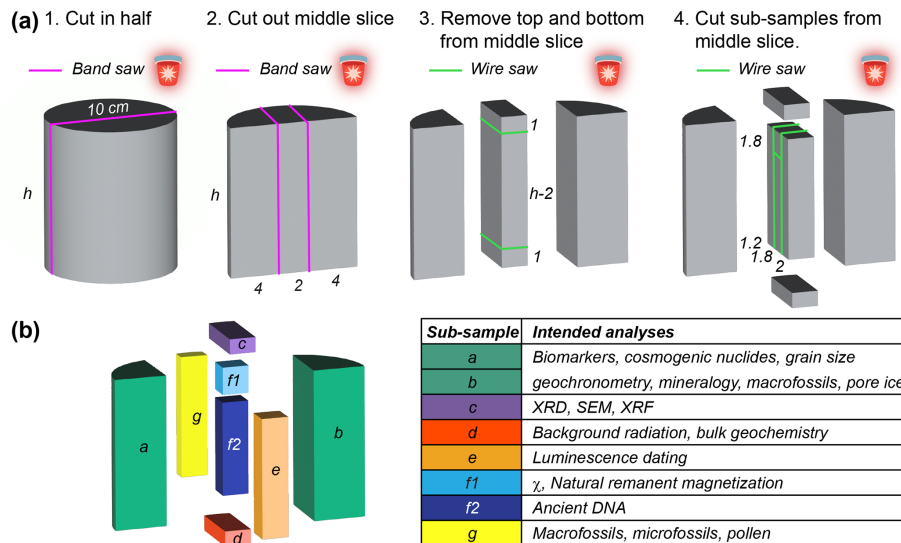 (a) 1. Cut in half
2. Cut out middle slice
3. Remove top and bottom
from middle slice
4. Cut sub-samples from
middle slice.
Band saw
Band saw
Wire saw
Wire saw
10 cm
h
h
4 2 4
1
h-2
1
1.8
1.2
1.8
2
(b)
a
g
c
f1
f2
d
e
b
Sub-sample Intended analyses
a Biomarkers, cosmogenic nuclides, grain size
b geochronometry, mineralogy, macrofossils, pore ice
c XRD, SEM, XRF
d Background radiation, bulk geochemistry
e Luminescence dating
f1 χ, Natural remanent magnetization
f2 Ancient DNA
g Macrofossils, microfossils, pollen